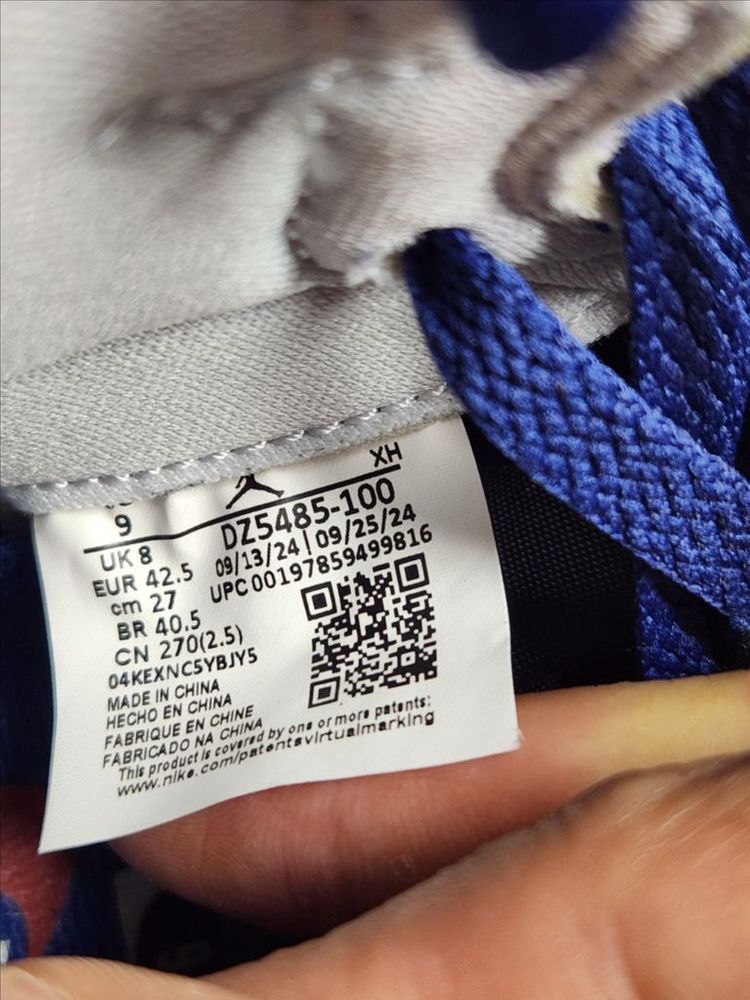 XH
9
UK 8
EUR 42.5
cm 27
BR 40.5
CN 270(2.5)
04KEXNC5YBJY5
DZ5485-100
09/13/24 | 09/25/24
UPC 00197859499816
MADE IN CHINA
HECHO EN CHINA
FABRIQUE EN CHINE
FABRICADO NA CHINA
This product is covered by one or more patents:
www.nike.com/patentsvirtualmarking